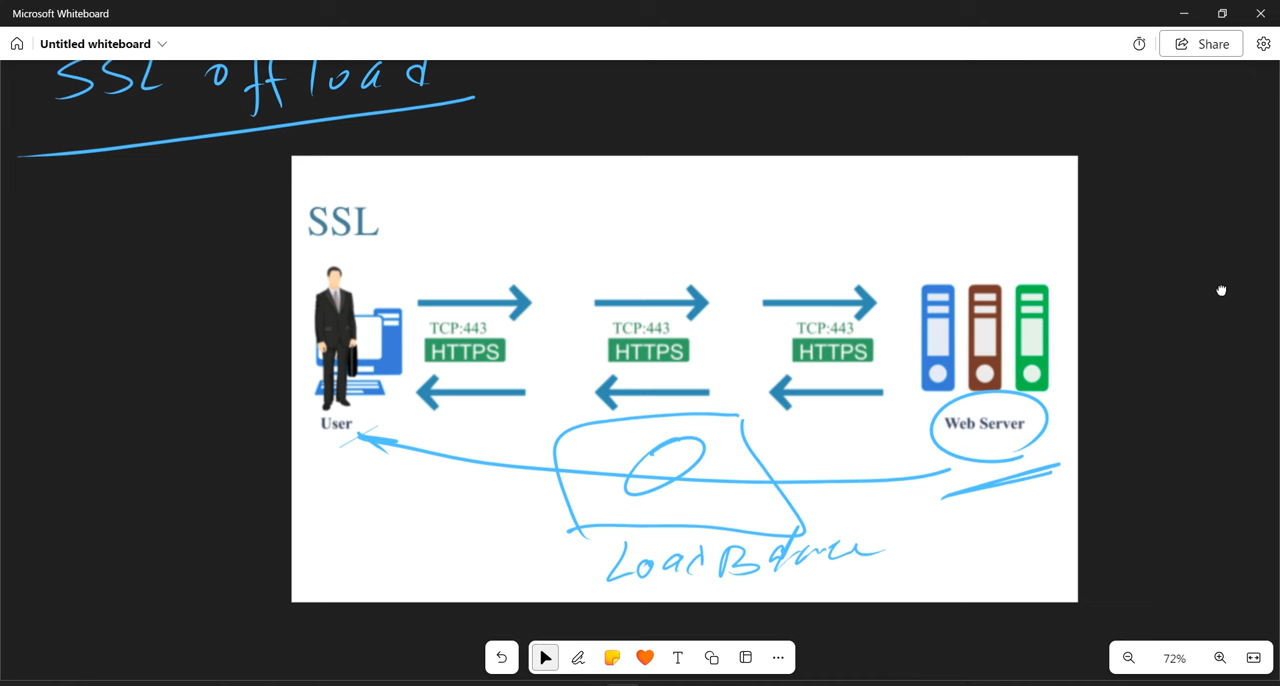 Microsoft Whiteboard
Untitled whiteboard
Share
SSL offload
SSL
TCP:443 TCP:443 TCP:443
HTTPS HTTPS HTTPS
User Web Server
Load
72%